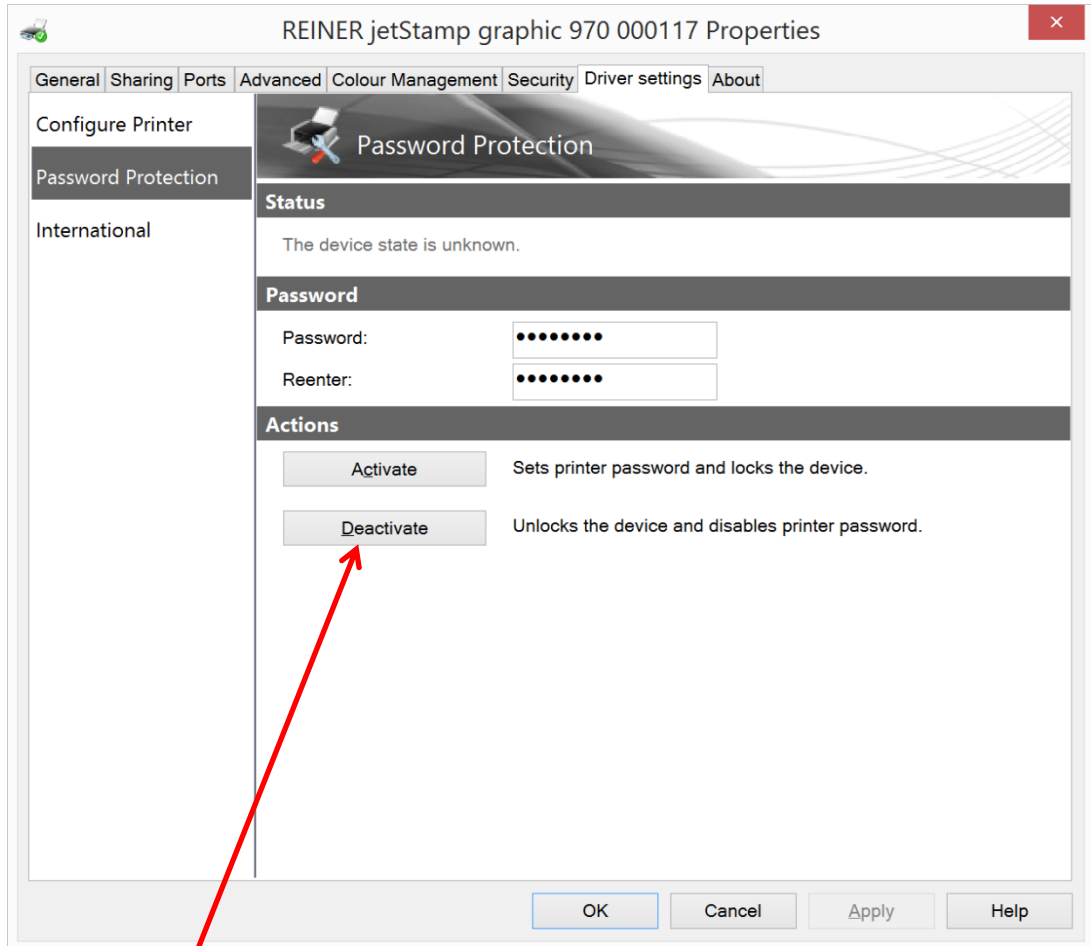 REINER jetStamp graphic 970 000117 Properties
General Sharing Ports Advanced Colour Management Security Driver settings About
Configure Printer
Password Protection
International
Password Protection
Status
The device state is unknown.
Password
Password: ••••••••
Reenter: ••••••••
Actions
Activate Sets printer password and locks the device.
Deactivate Unlocks the device and disables printer password.
OK Cancel Apply Help